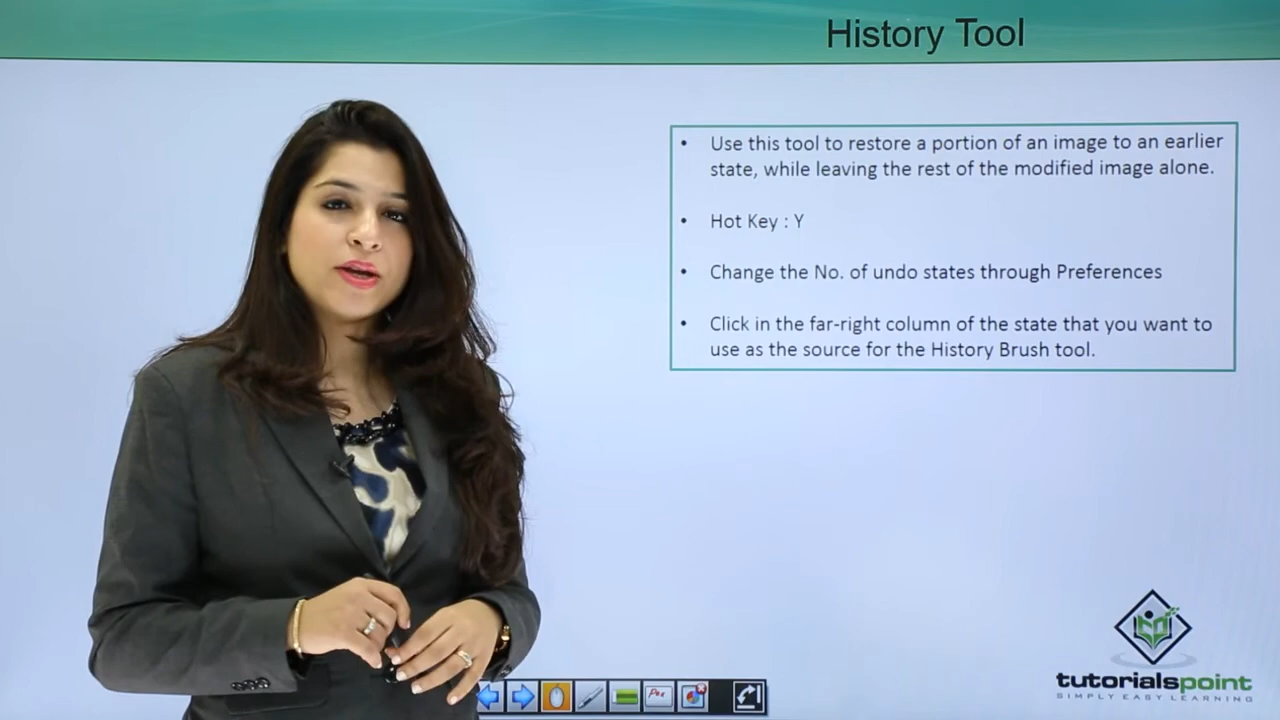 History Tool
• Use this tool to restore a portion of an image to an earlier
state, while leaving the rest of the modified image alone.
• Hot Key : Y
• Change the No. of undo states through Preferences
• Click in the far-right column of the state that you want to
use as the source for the History Brush tool.
Pen
tutorialspoint
SIMPLY EASY LEARNING